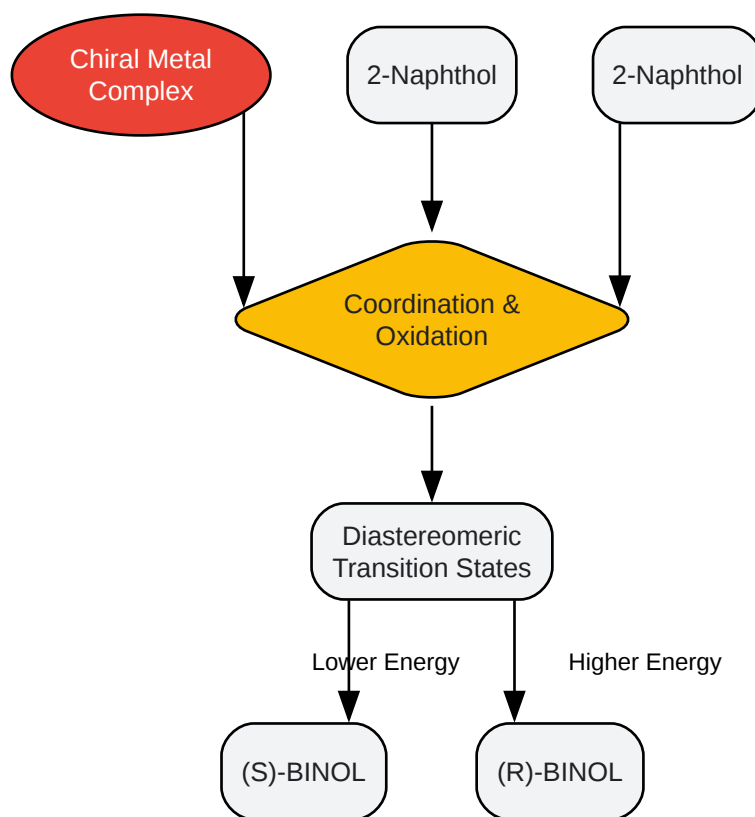 Chiral Metal
Complex
2-Naphthol
2-Naphthol
Coordination &
Oxidation
Diastereomeric
Transition States
Lower Energy
Higher Energy
(S)-BINOL
(R)-BINOL